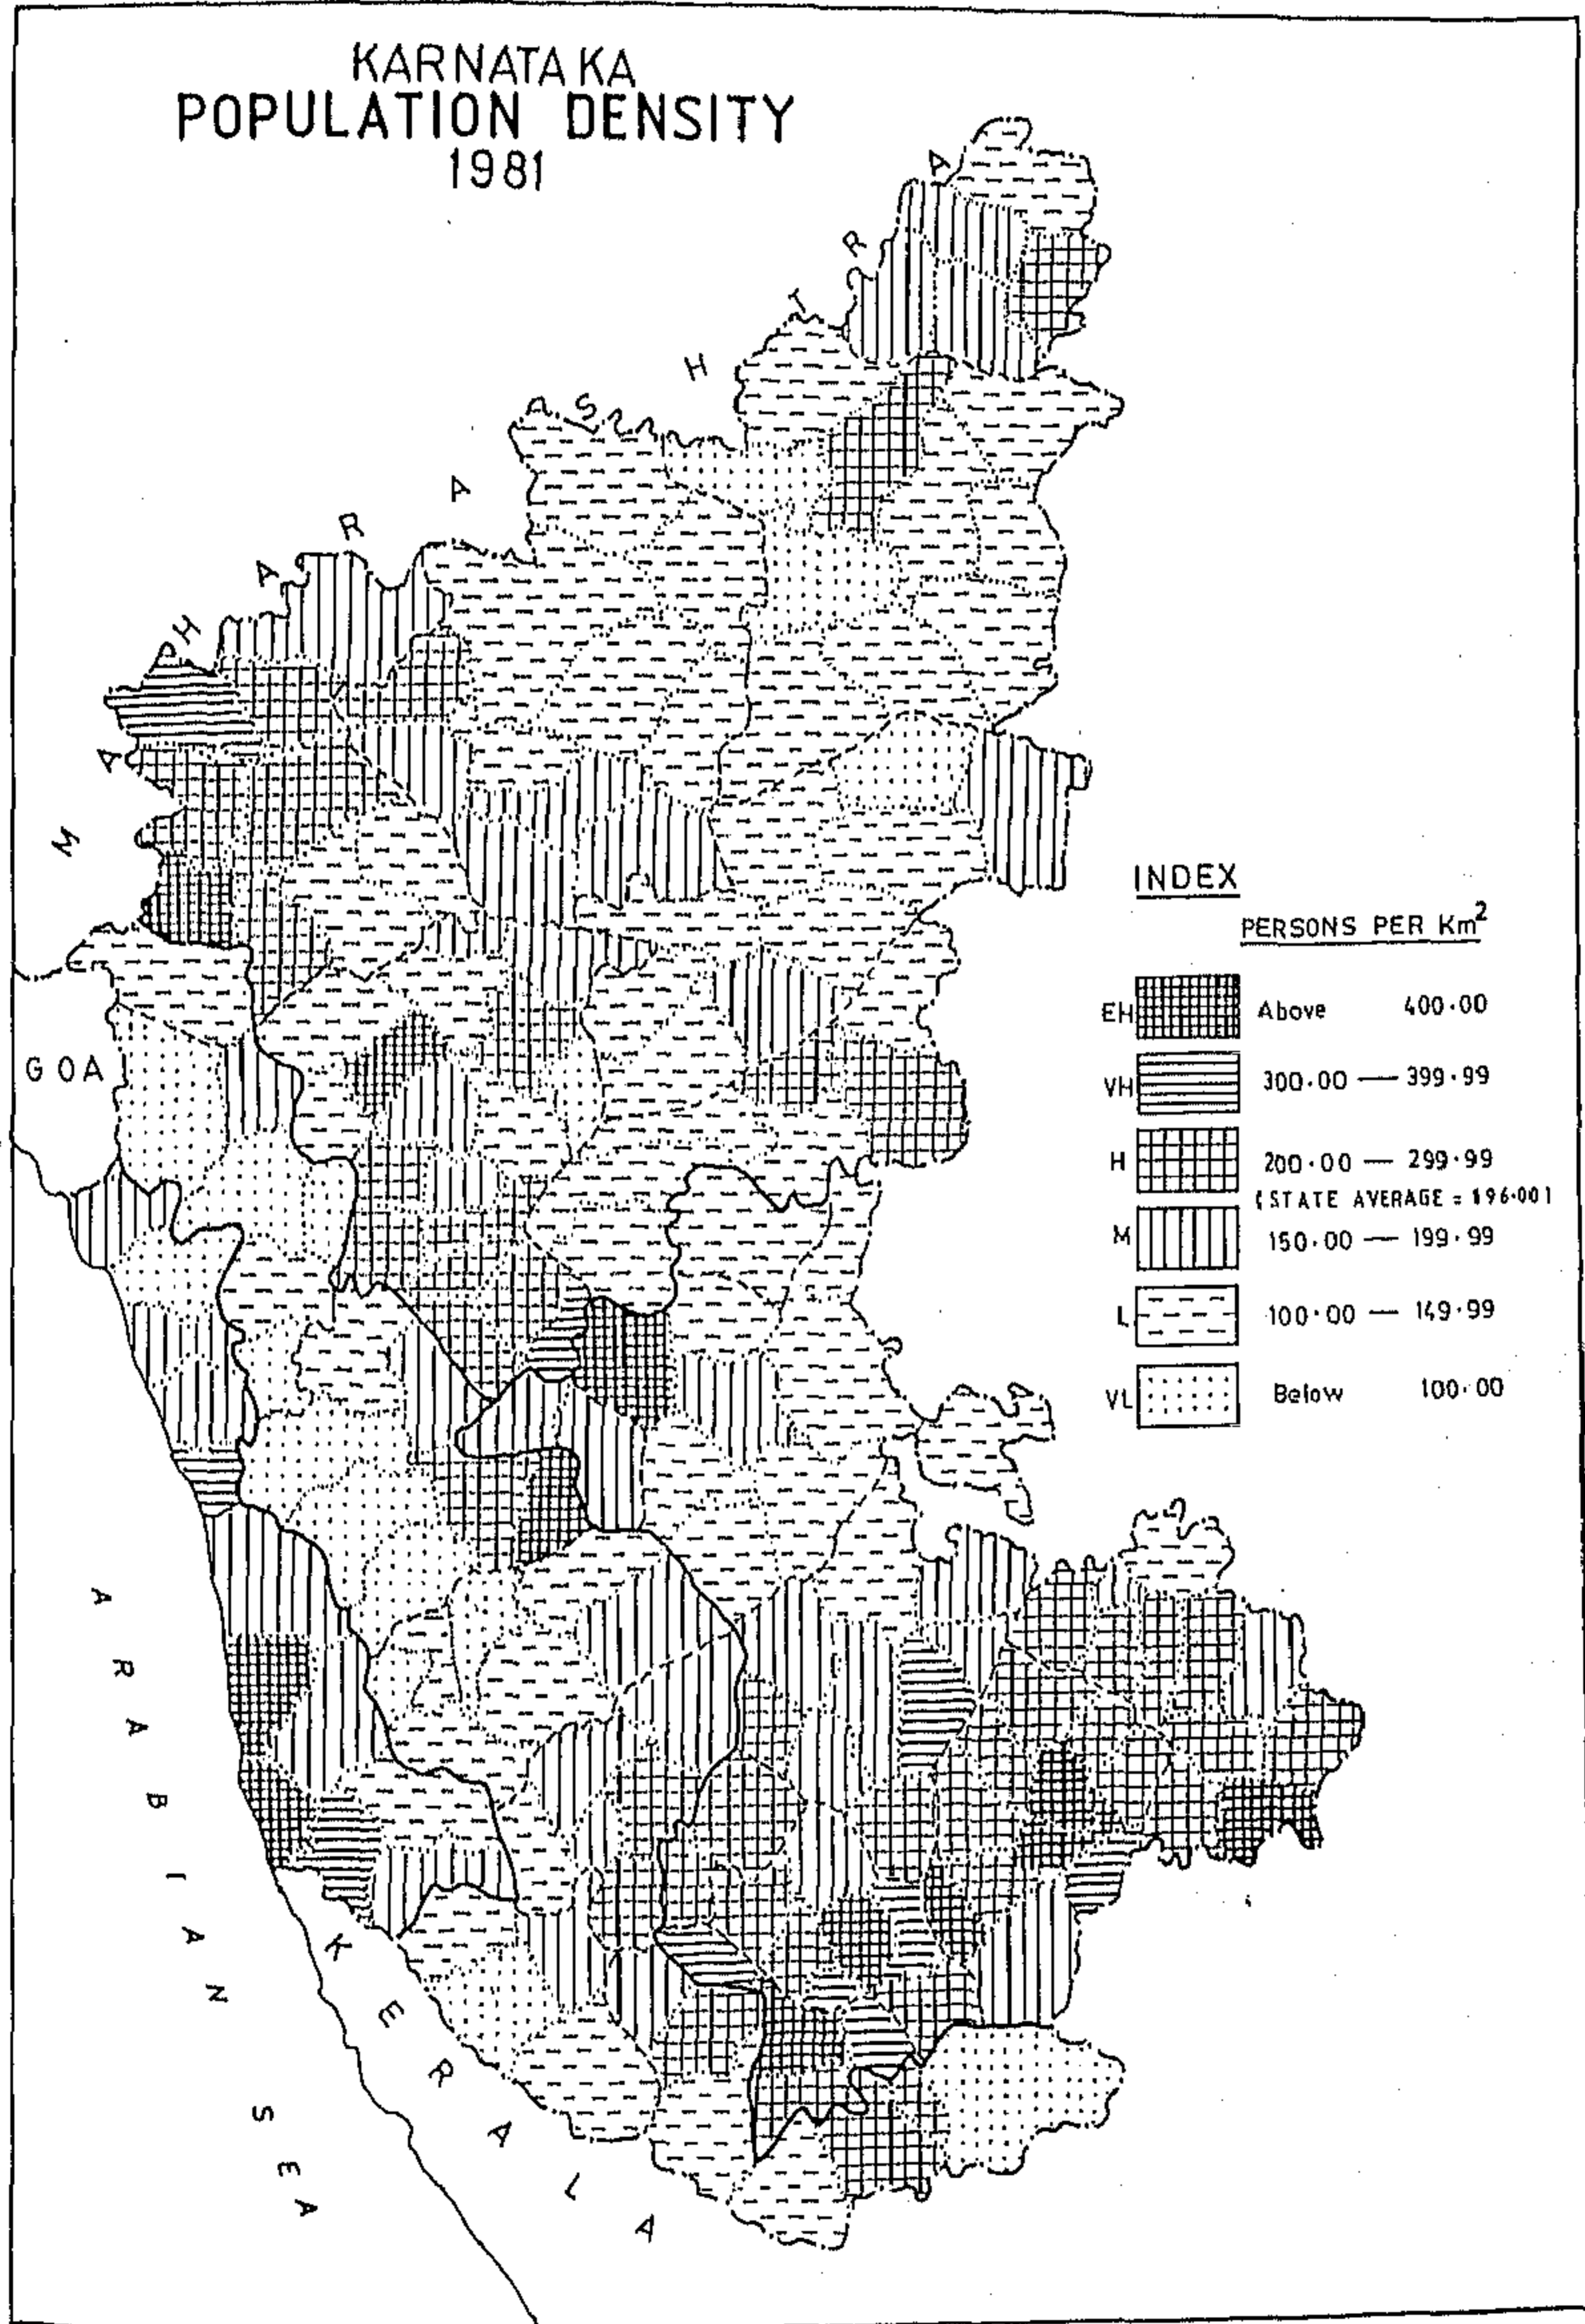 KARNATAKA
POPULATION DENSITY
1981
MAHARASHTRA
GOA
ARABIAN SEA
KERALA
INDEX
PERSONS PER Km²
EH Above 400.00
VH 300.00 — 399.99
H 200.00 — 299.99
(STATE AVERAGE = 196.00)
M 150.00 — 199.99
L 100.00 — 149.99
VL Below 100.00